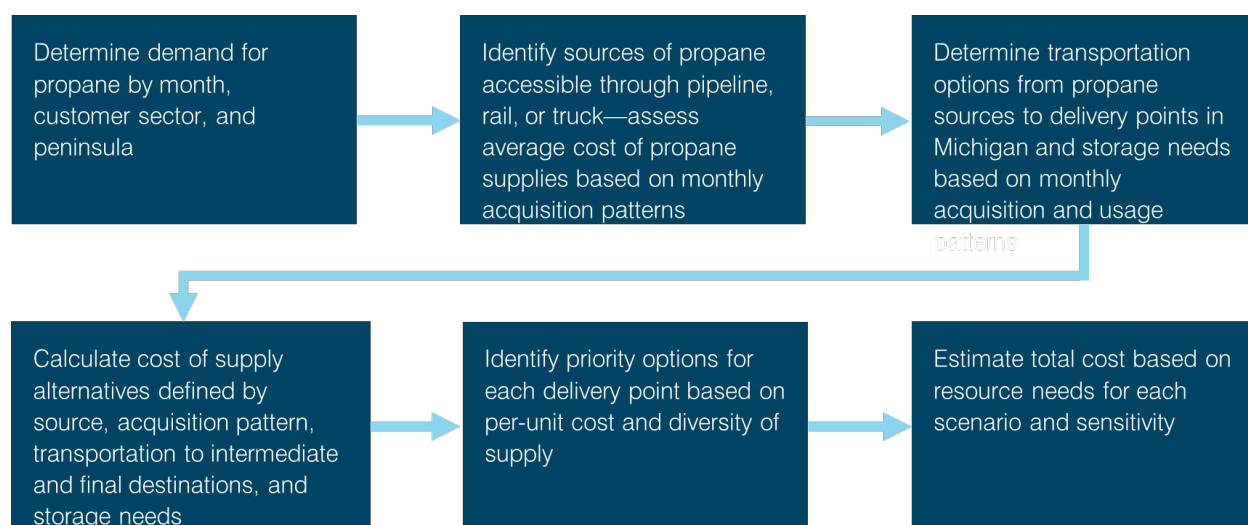 Determine demand for
propane by month,
customer sector, and
peninsula
Identify sources of propane
accessible through pipeline,
rail, or truck—assess
average cost of propane
supplies based on monthly
acquisition patterns
Determine transportation
options from propane
sources to delivery points in
Michigan and storage needs
based on monthly
acquisition and usage
patterns
Calculate cost of supply
alternatives defined by
source, acquisition pattern,
transportation to intermediate
and final destinations, and
storage needs
Identify priority options for
each delivery point based on
per-unit cost and diversity of
supply
Estimate total cost based on
resource needs for each
scenario and sensitivity